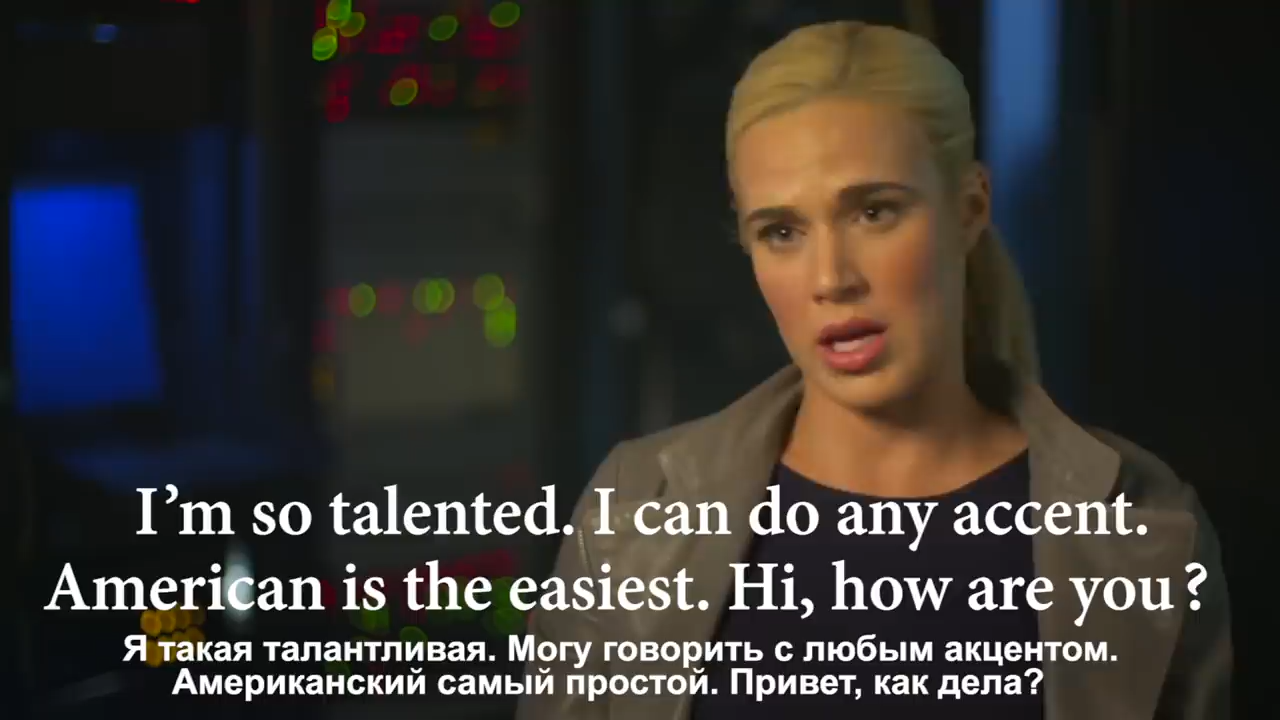 I’m so talented. I can do any accent.
American is the easiest. Hi, how are you?
Я такая талантливая. Могу говорить с любым акцентом.
Американский самый простой. Привет, как дела?